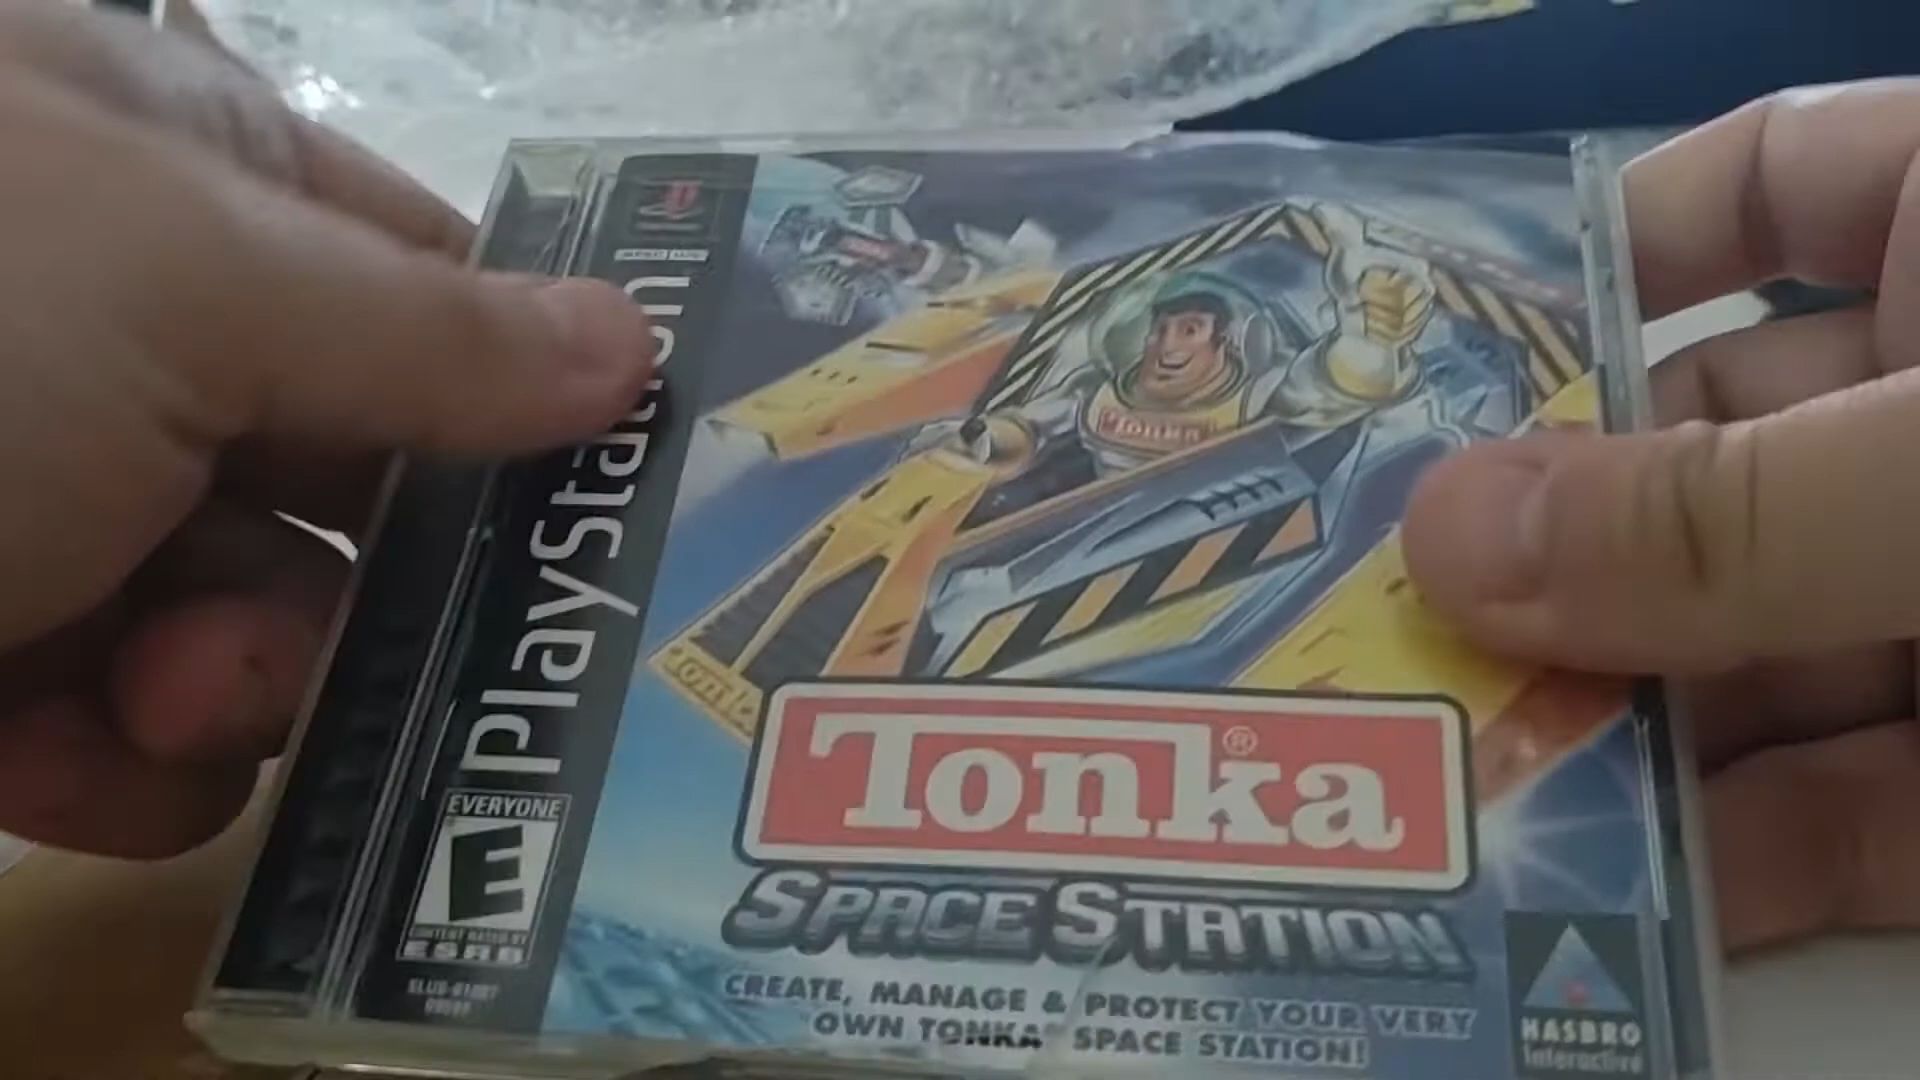 PlayStation
Tonka
Tonka
EVERYONE
E
CONTENT RATED BY
ESRB
Tonka®
SPACE STATION
CREATE, MANAGE & PROTECT YOUR VERY
OWN TONKA SPACE STATION!
HASBRO
Interactive